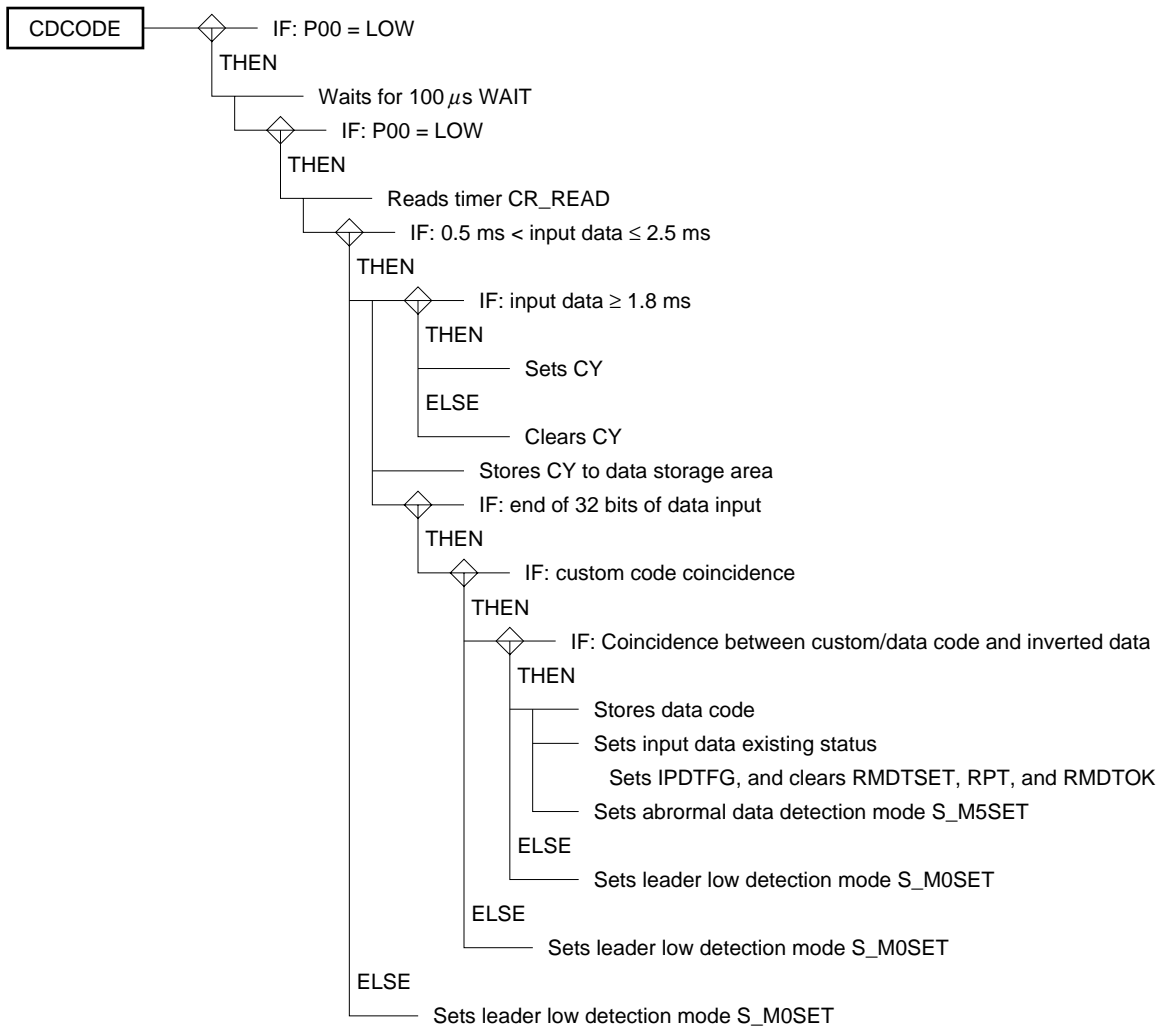 CDCODE
IF: P00 = LOW
THEN
Waits for 100 μs WAIT
IF: P00 = LOW
THEN
Reads timer CR_READ
IF: 0.5 ms < input data ≤ 2.5 ms
THEN
IF: input data ≥ 1.8 ms
THEN
Sets CY
ELSE
Clears CY
Stores CY to data storage area
IF: end of 32 bits of data input
THEN
IF: custom code coincidence
THEN
IF: Coincidence between custom/data code and inverted data
THEN
Stores data code
Sets input data existing status
Sets IPDTFG, and clears RMDTSET, RPT, and RMDTOK
Sets abrormal data detection mode S_M5SET
ELSE
Sets leader low detection mode S_M0SET
ELSE
Sets leader low detection mode S_M0SET
ELSE
Sets leader low detection mode S_M0SET